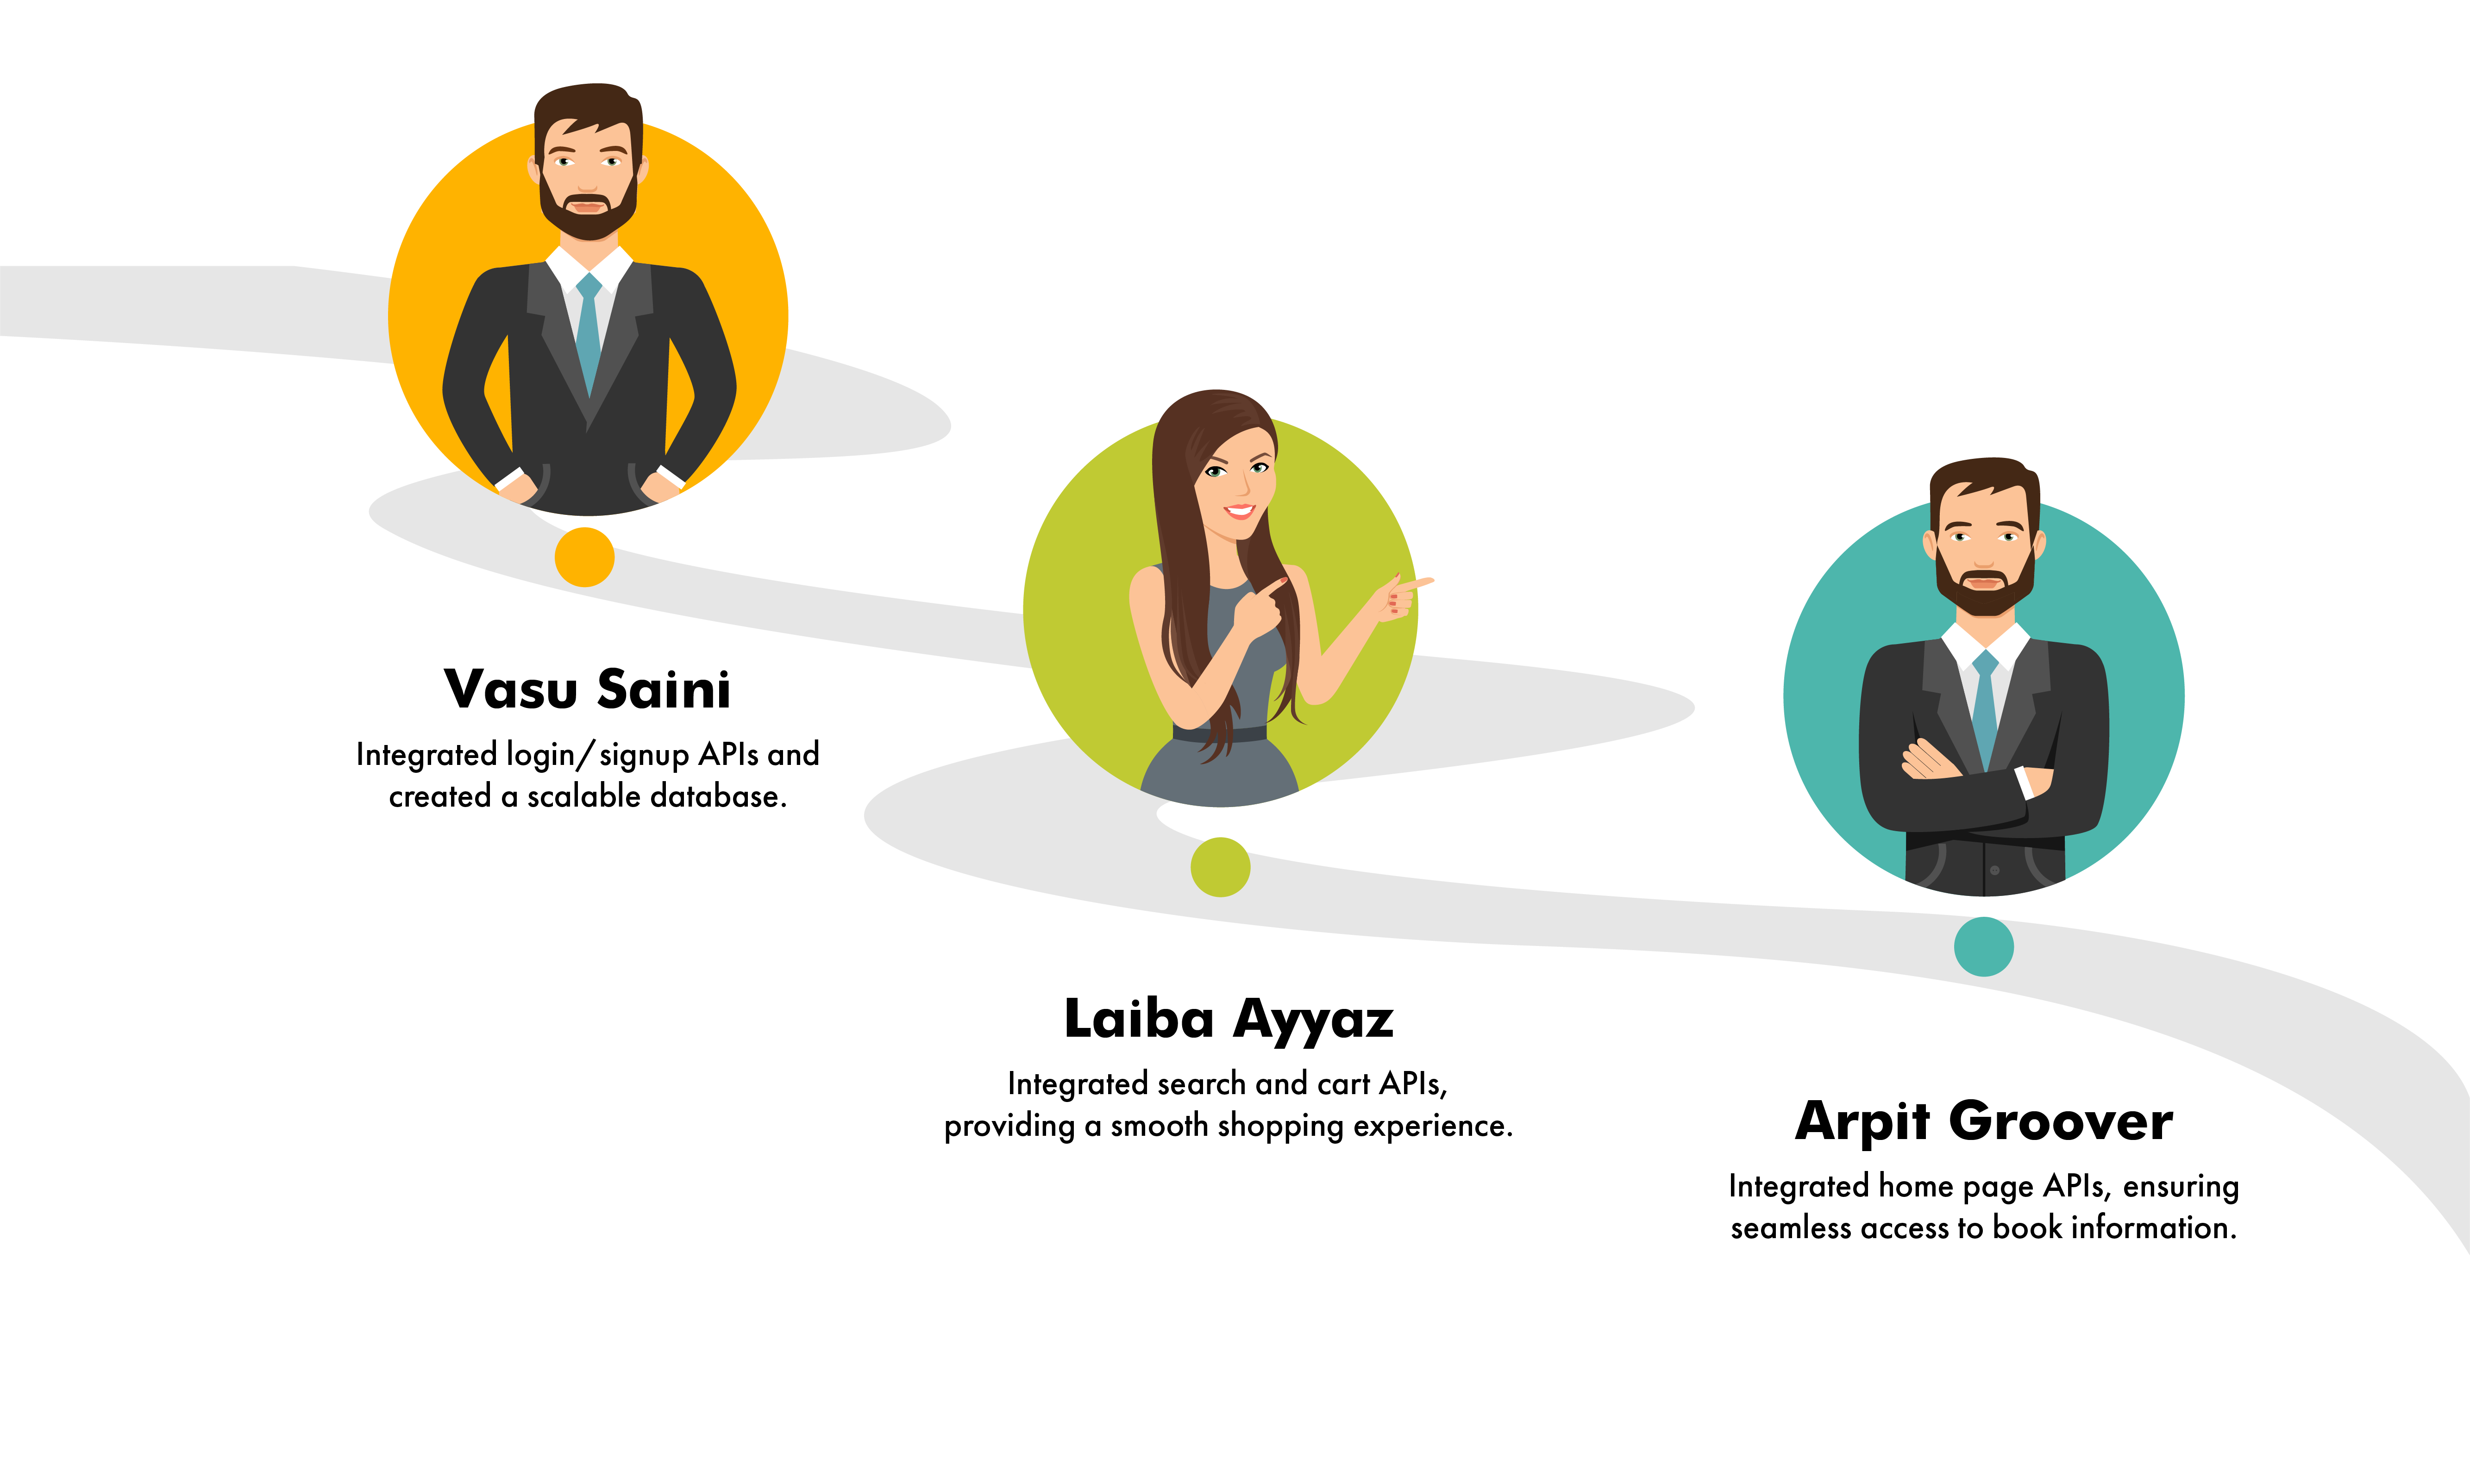 Vasu Saini
Integrated login/signup APIs and
created a scalable database.
Laiba Ayyaz
Integrated search and cart APIs,
providing a smooth shopping experience.
Arpit Groover
Integrated home page APIs, ensuring
seamless access to book information.